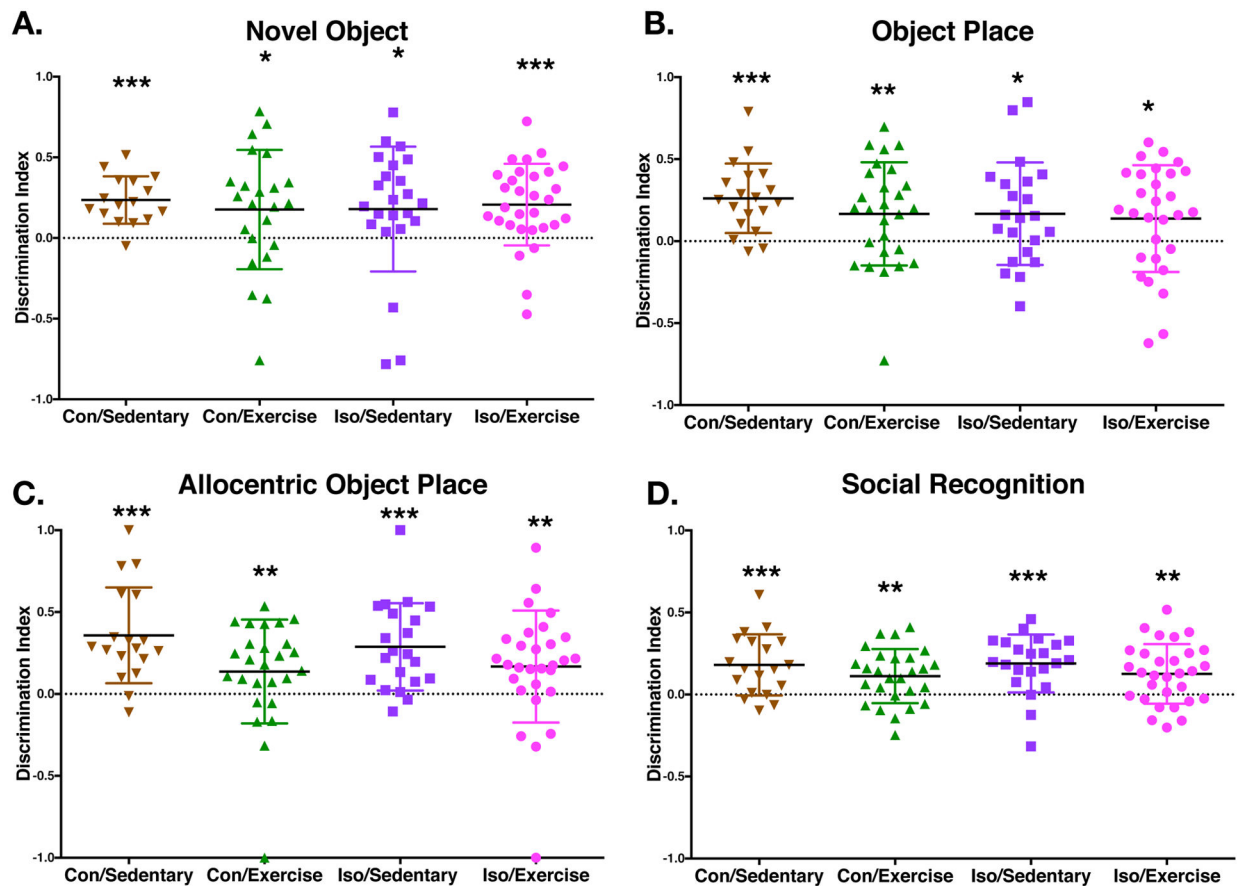 A.
Novel Object
*** * * ***
1.0
0.5
0.0
-0.5
-1.0
Discrimination Index
Con/Sedentary Con/Exercise Iso/Sedentary Iso/Exercise
B.
Object Place
*** ** * *
1.0
0.5
0.0
-0.5
-1.0
Discrimination Index
Con/Sedentary Con/Exercise Iso/Sedentary Iso/Exercise
C.
Allocentric Object Place
*** ** *** **
1.0
0.5
0.0
-0.5
-1.0
Discrimination Index
Con/Sedentary Con/Exercise Iso/Sedentary Iso/Exercise
D.
Social Recognition
*** ** *** **
1.0
0.5
0.0
-0.5
-1.0
Discrimination Index
Con/Sedentary Con/Exercise Iso/Sedentary Iso/Exercise